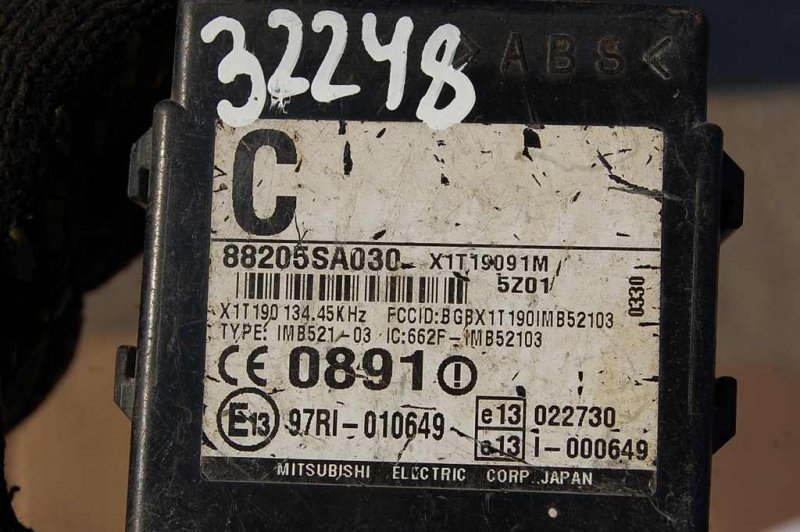 32248
>ABS<
C
88205SA030 X1T19091M
5Z01
0330
X1T190 134.45KHz FCCID:BGBX1T190IMB52103
TYPE: IMB521-03 IC:662F-IMB52103
CE 0891 !
E13 97RI-010649
e13 022730
e13 I-000649
MITSUBISHI ELECTRIC CORP. JAPAN